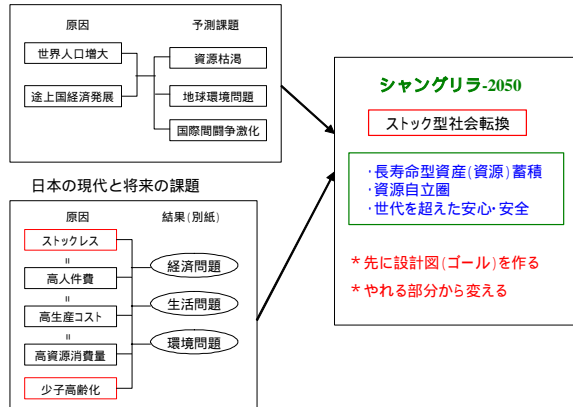 原因
予測課題
世界人口増大
途上国経済発展
資源枯渇
地球環境問題
国際間闘争激化
日本の現代と将来の課題
原因
結果(別紙)
ストックレス
=
高人件費
=
高生産コスト
=
高資源消費量
少子高齢化
経済問題
生活問題
環境問題
シャングリラ-2050
ストック型社会転換
・長寿命型資産(資源)蓄積
・資源自立圏
・世代を超えた安心・安全
*先に設計図(ゴール)を作る
*やれる部分から変える